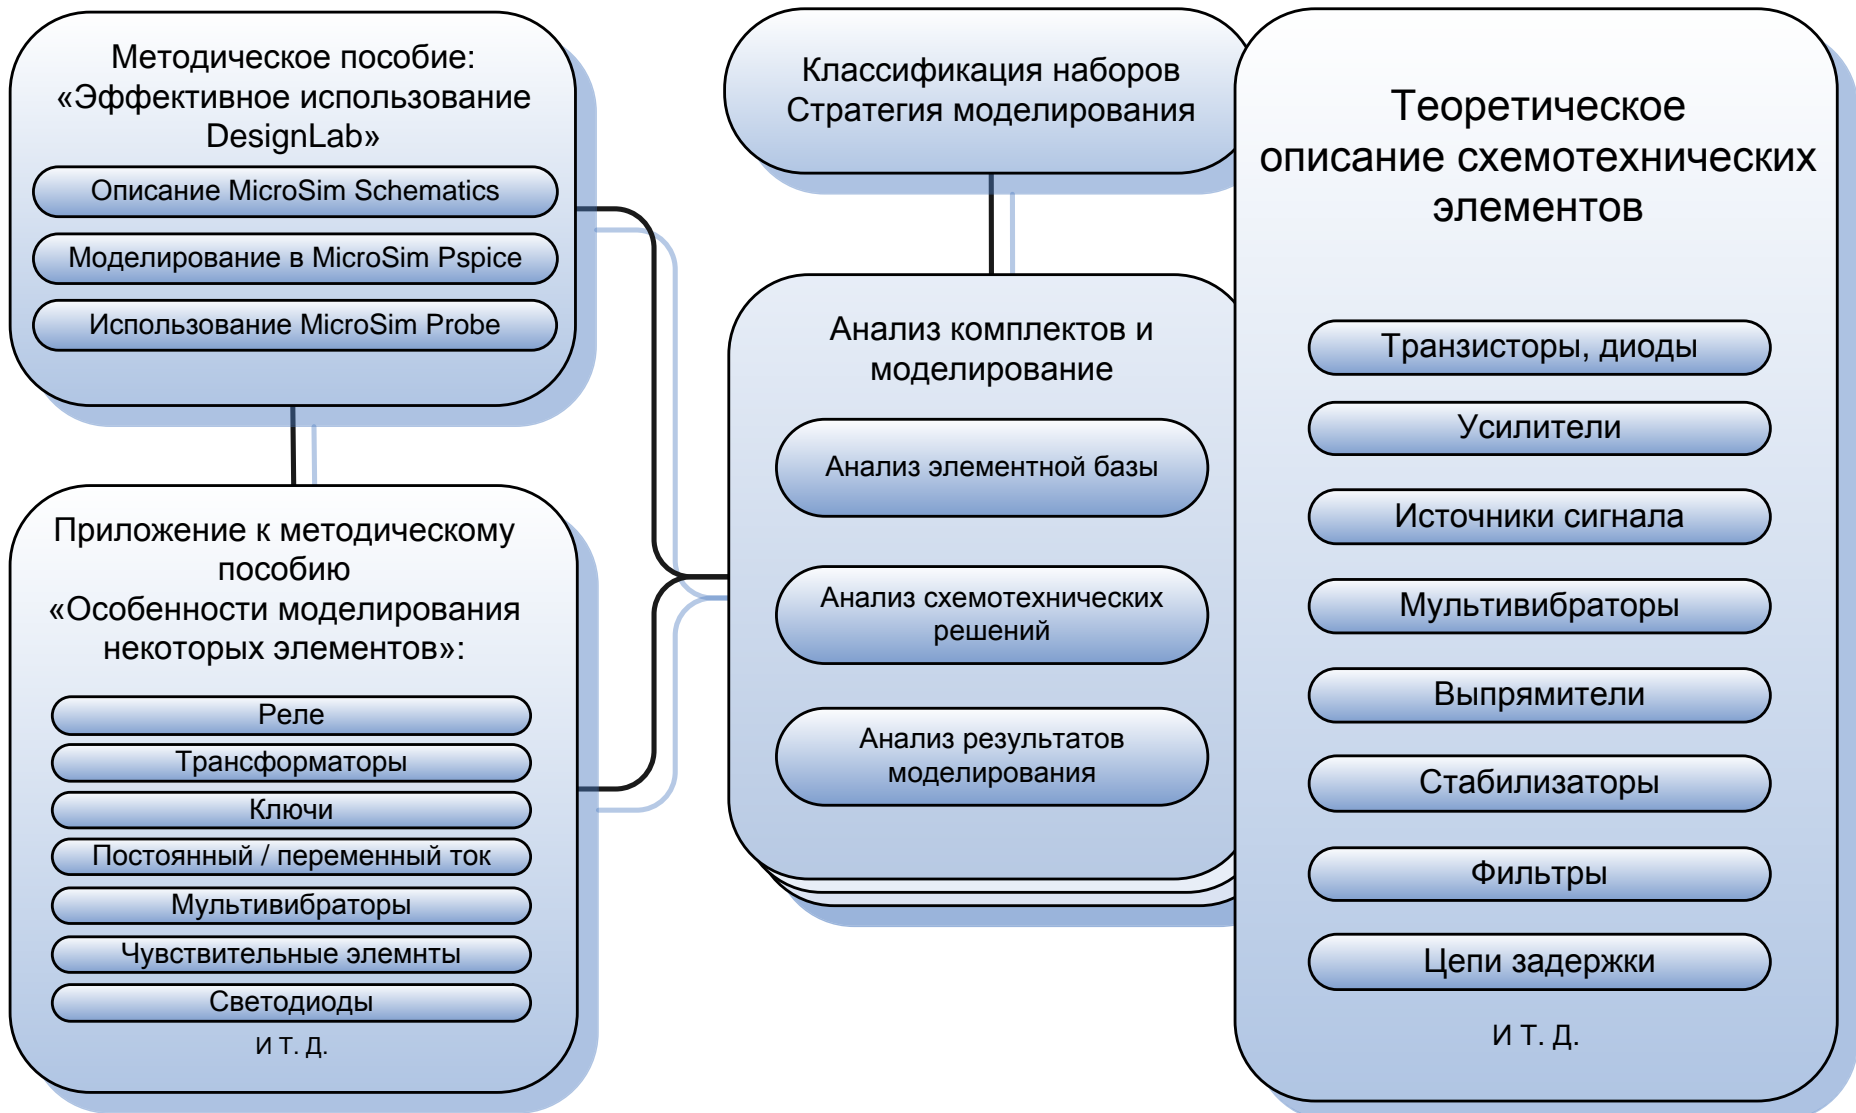 Методическое пособие:
«Эффективное использование
DesignLab»
Описание MicroSim Schematics
Моделирование в MicroSim Pspice
Использование MicroSim Probe
Приложение к методическому
пособию
«Особенности моделирования
некоторых элементов»:
Реле
Трансформаторы
Ключи
Постоянный / переменный ток
Мультивибраторы
Чувствительные элемнты
Светодиоды
И Т. Д.
Классификация наборов
Стратегия моделирования
Анализ комплектов и
моделирование
Анализ элементной базы
Анализ схемотехнических
решений
Анализ результатов
моделирования
Теоретическое
описание схемотехнических
элементов
Транзисторы, диоды
Усилители
Источники сигнала
Мультивибраторы
Выпрямители
Стабилизаторы
Фильтры
Цепи задержки
И Т. Д.